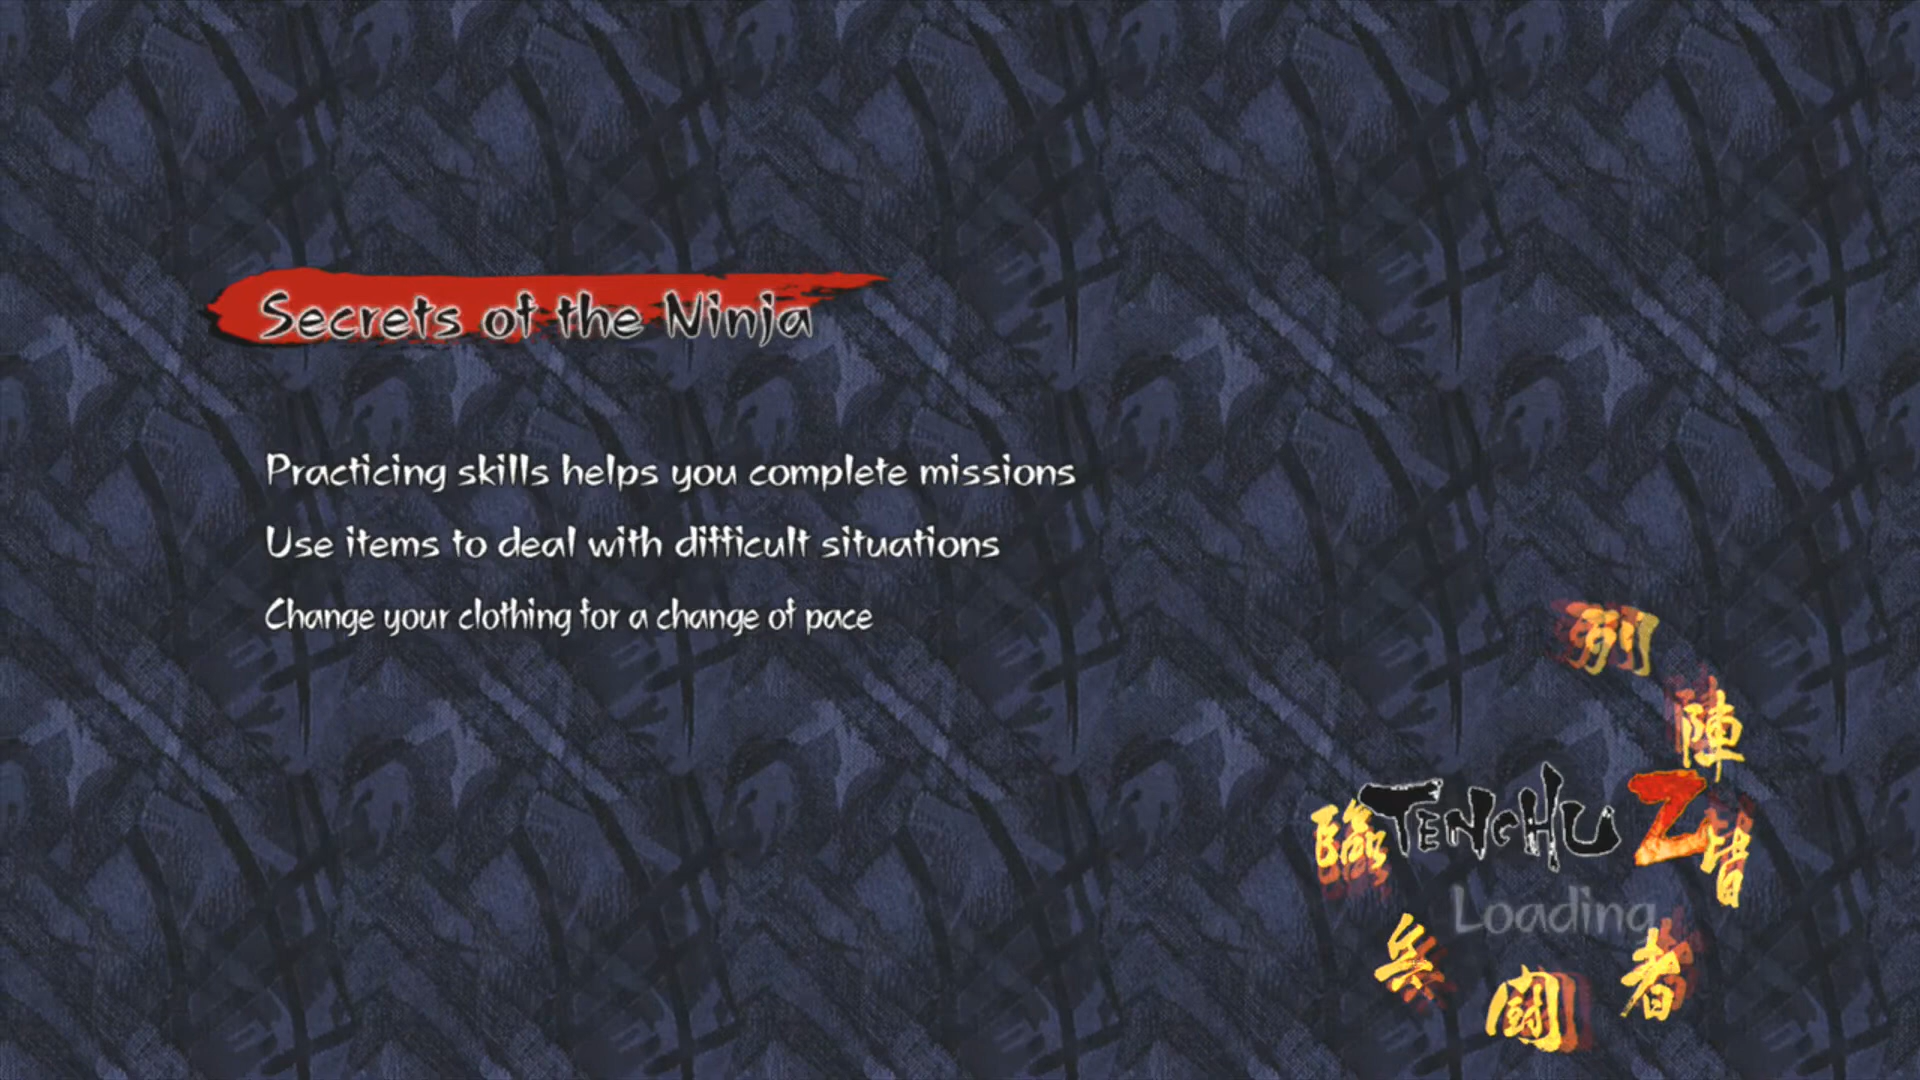 Secrets of the Ninja
Practicing skills helps you complete missions
Use items to deal with difficult situations
Change your clothing for a change of pace
列
陣
TENCHU Z
臨
皆
Loading
兵
闘
者